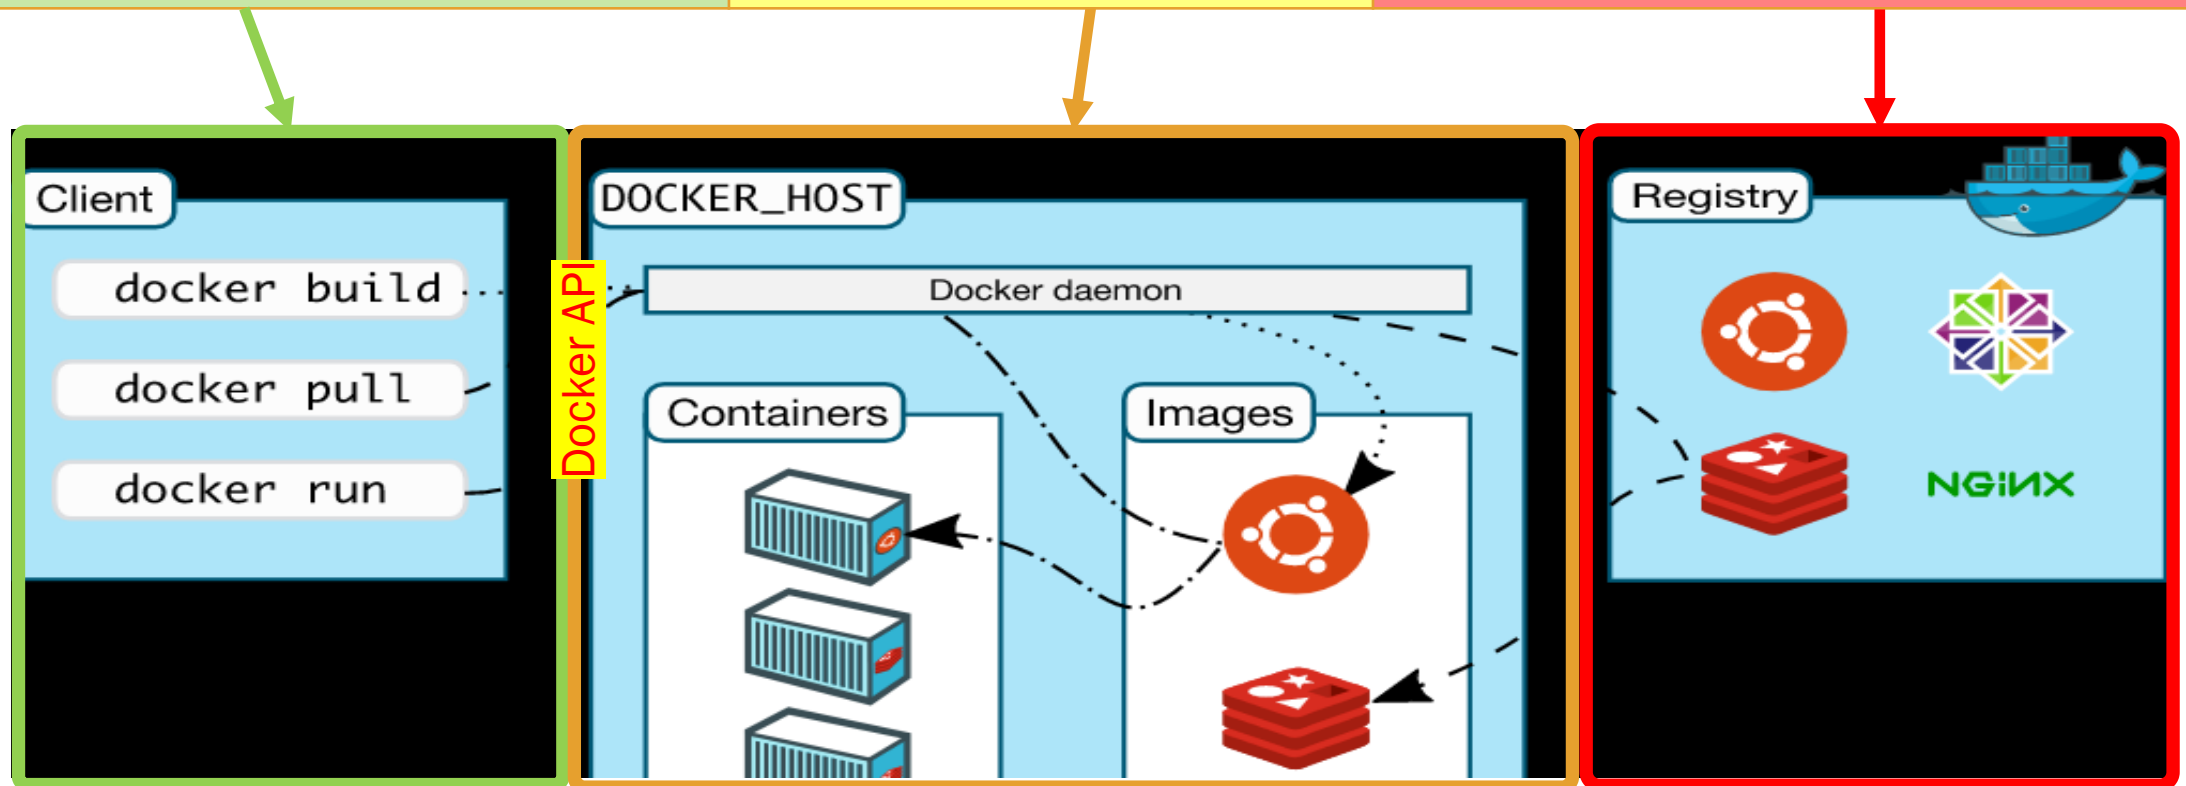 Client
docker build
docker pull
docker run
Docker API
DOCKER_HOST
Docker daemon
Containers
Images
Registry
NGiNX